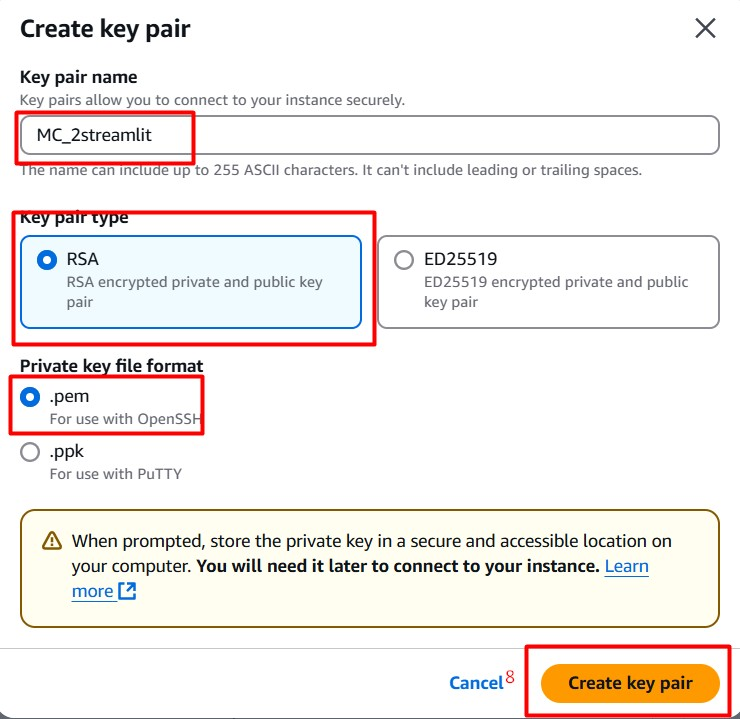 Create key pair
Key pair name
Key pairs allow you to connect to your instance securely.
MC_2streamlit
The name can include up to 255 ASCII characters. It can't include leading or trailing spaces.
Key pair type
RSA
RSA encrypted private and public key
pair
ED25519
ED25519 encrypted private and public
key pair
Private key file format
.pem
For use with OpenSSH
.ppk
For use with PuTTY
When prompted, store the private key in a secure and accessible location on
your computer. You will need it later to connect to your instance. Learn
more
Cancel 8 Create key pair